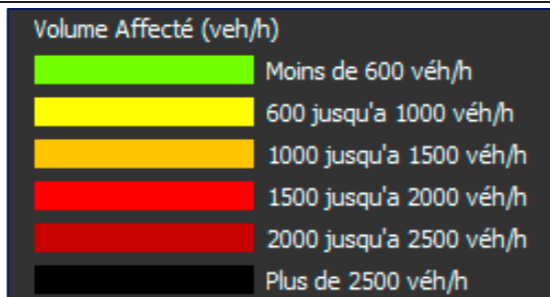 Volume Affecté (veh/h)
Moins de 600 véh/h
600 jusqu'a 1000 véh/h
1000 jusqu'a 1500 véh/h
1500 jusqu'a 2000 véh/h
2000 jusqu'a 2500 véh/h
Plus de 2500 véh/h